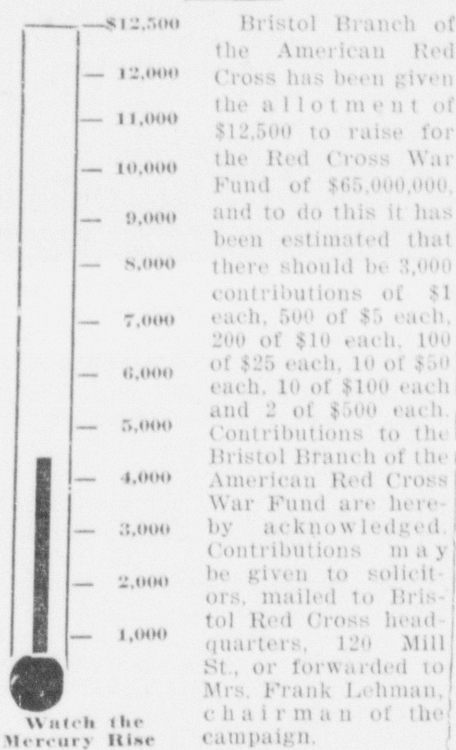 $12,500
12,000
11,000
10,000
9,000
8,000
7,000
6,000
5,000
4,000
3,000
2,000
1,000
Watch the
Mercury Rise
Bristol Branch of
the American Red
Cross has been given
the allotment of
$12,500 to raise for
the Red Cross War
Fund of $65,000,000,
and to do this it has
been estimated that
there should be 3,000
contributions of $1
each, 500 of $5 each,
200 of $10 each, 100
of $25 each, 10 of $50
each, 10 of $100 each
and 2 of $500 each.
Contributions to the
Bristol Branch of the
American Red Cross
War Fund are here-
by acknowledged.
Contributions may
be given to solicit-
ors, mailed to Bris-
tol Red Cross head-
quarters, 120 Mill
St., or forwarded to
Mrs. Frank Lehman,
chairman of the
campaign.